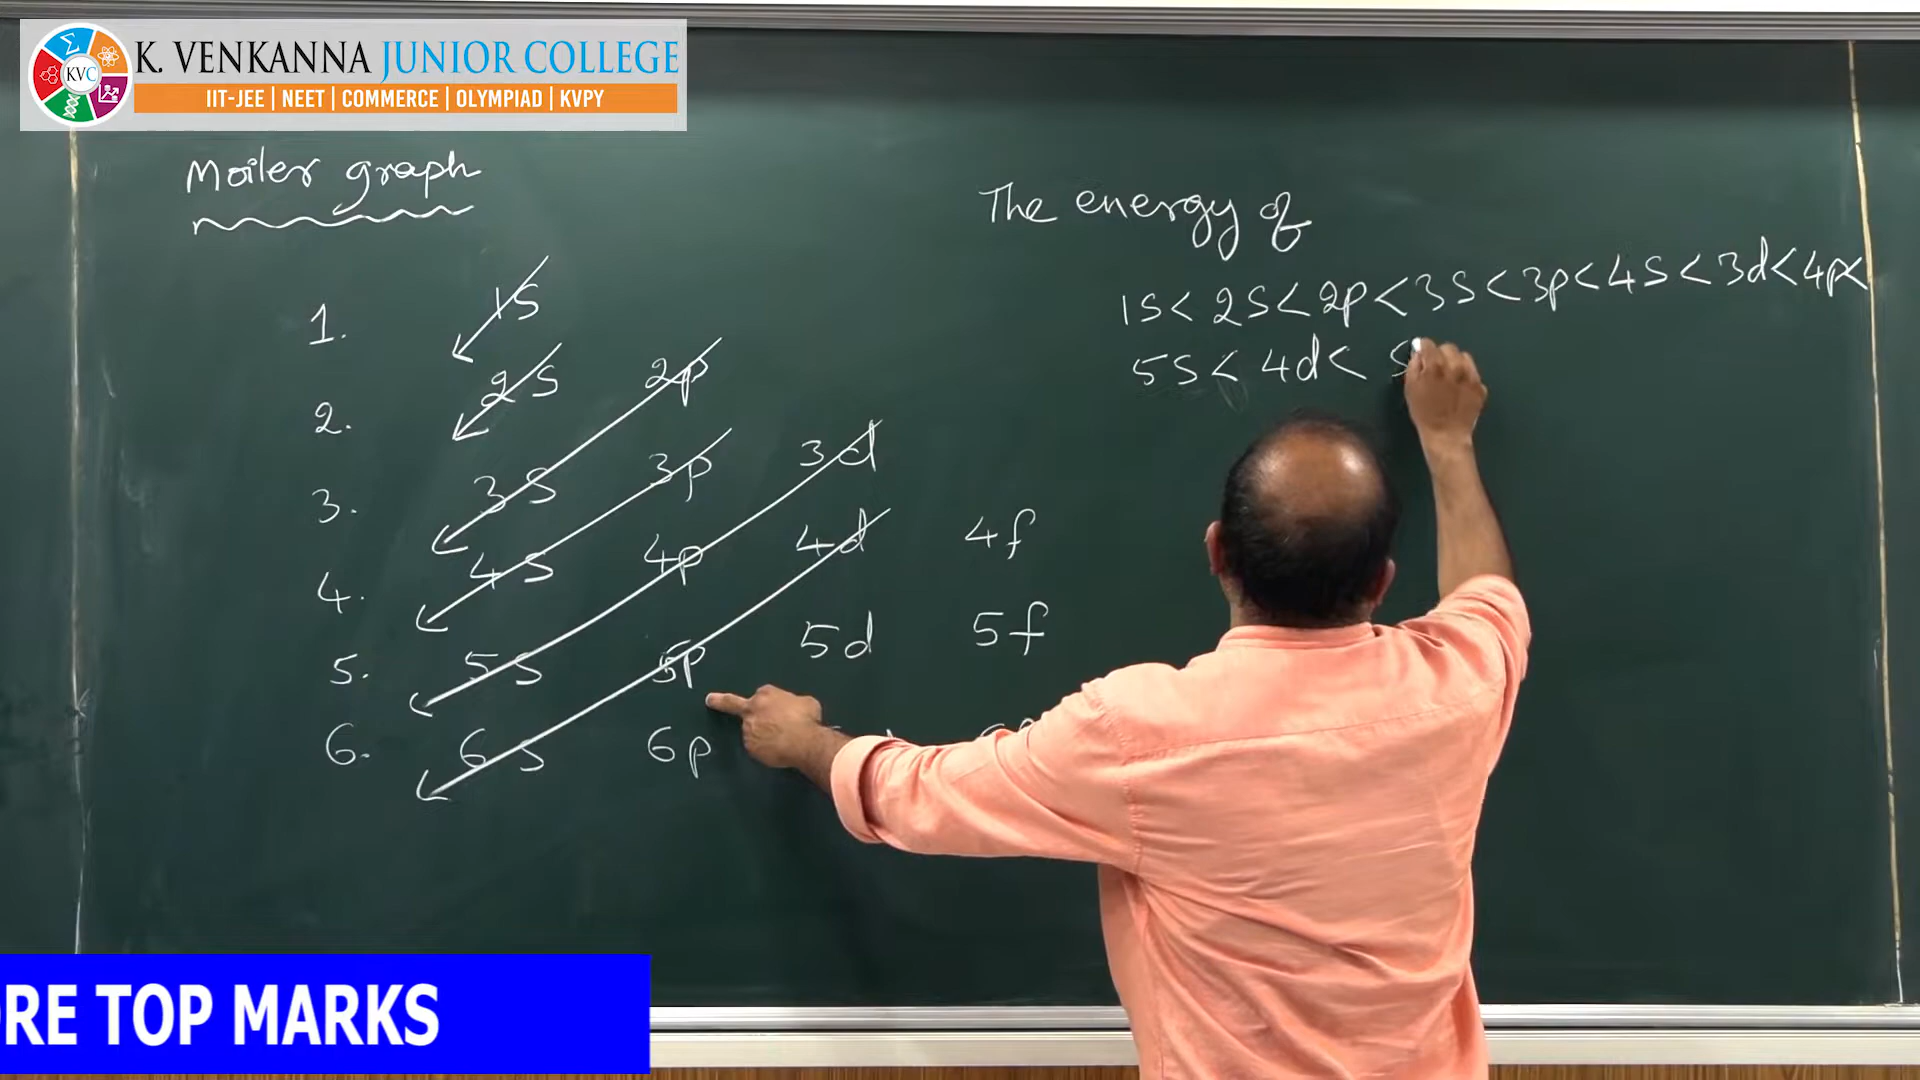 K. VENKANNA JUNIOR COLLEGE
KVC
IIT-JEE | NEET | COMMERCE | OLYMPIAD | KVPY
Moiler graph
1. 1s
2. 2s 2p
3. 3s 3p 3d
4. 4s 4p 4d 4f
5. 5s 5p 5d 5f
6. 6s 6p
The energy of
1s < 2s < 2p < 3s < 3p < 4s < 3d < 4p <
5s < 4d <
ORE TOP MARKS